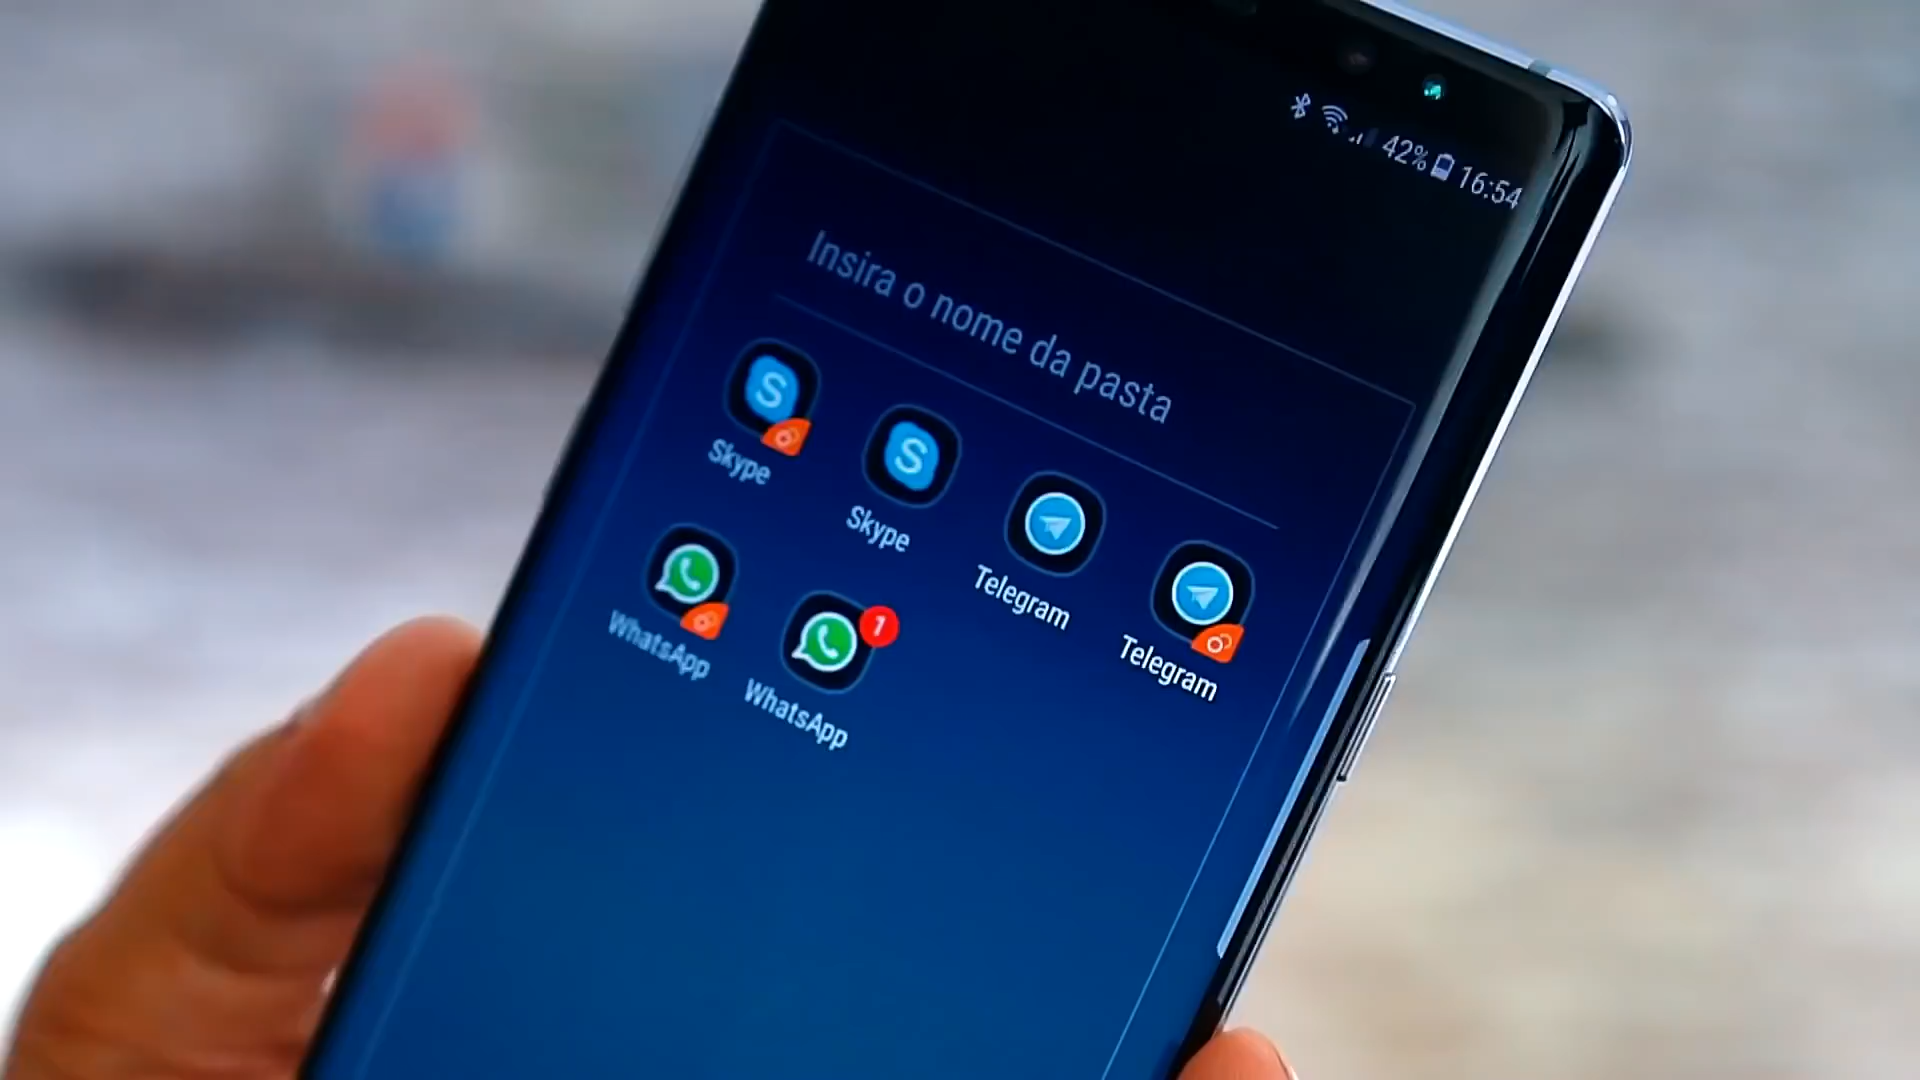 42% 16:54
Insira o nome da pasta
Skype Skype Telegram Telegram
WhatsApp WhatsApp
1